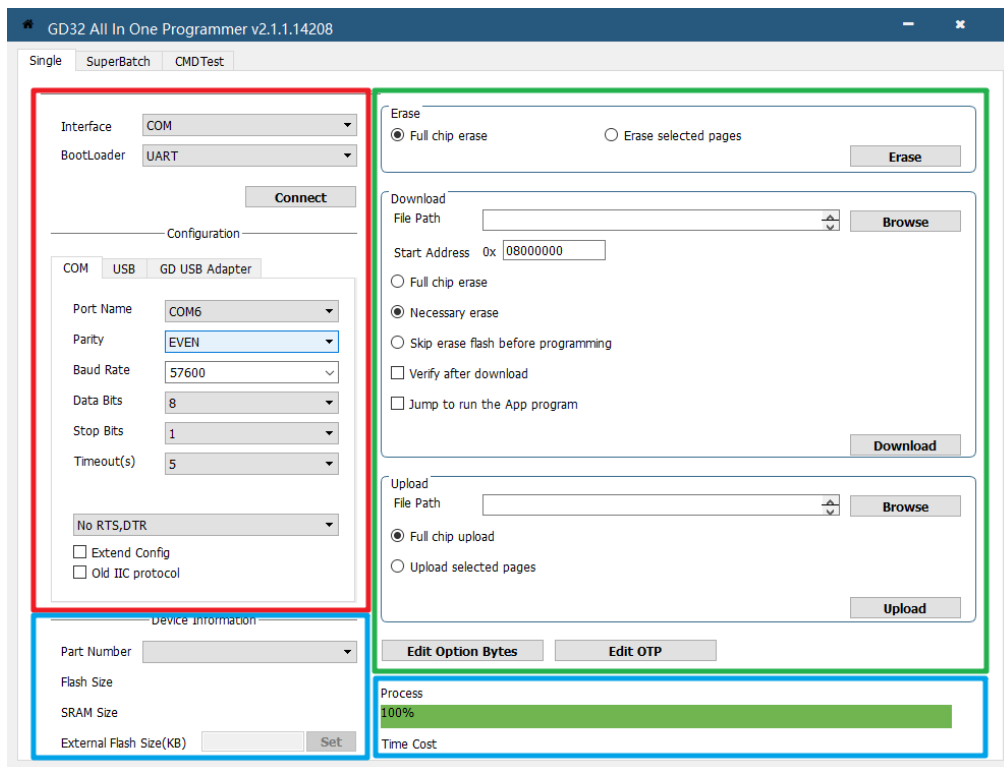 GD32 All In One Programmer v2.1.1.14208
Single SuperBatch CMDTest
Interface COM
BootLoader UART
Connect
Configuration
COM USB GD USB Adapter
Port Name COM6
Parity EVEN
Baud Rate 57600
Data Bits 8
Stop Bits 1
Timeout(s) 5
No RTS,DTR
Extend Config
Old IIC protocol
Device Information
Part Number
Flash Size
SRAM Size
External Flash Size(KB) Set
Erase
Full chip erase Erase selected pages
Erase
Download
File Path Browse
Start Address 0x 08000000
Full chip erase
Necessary erase
Skip erase flash before programming
Verify after download
Jump to run the App program
Download
Upload
File Path Browse
Full chip upload
Upload selected pages
Upload
Edit Option Bytes Edit OTP
Process
100%
Time Cost